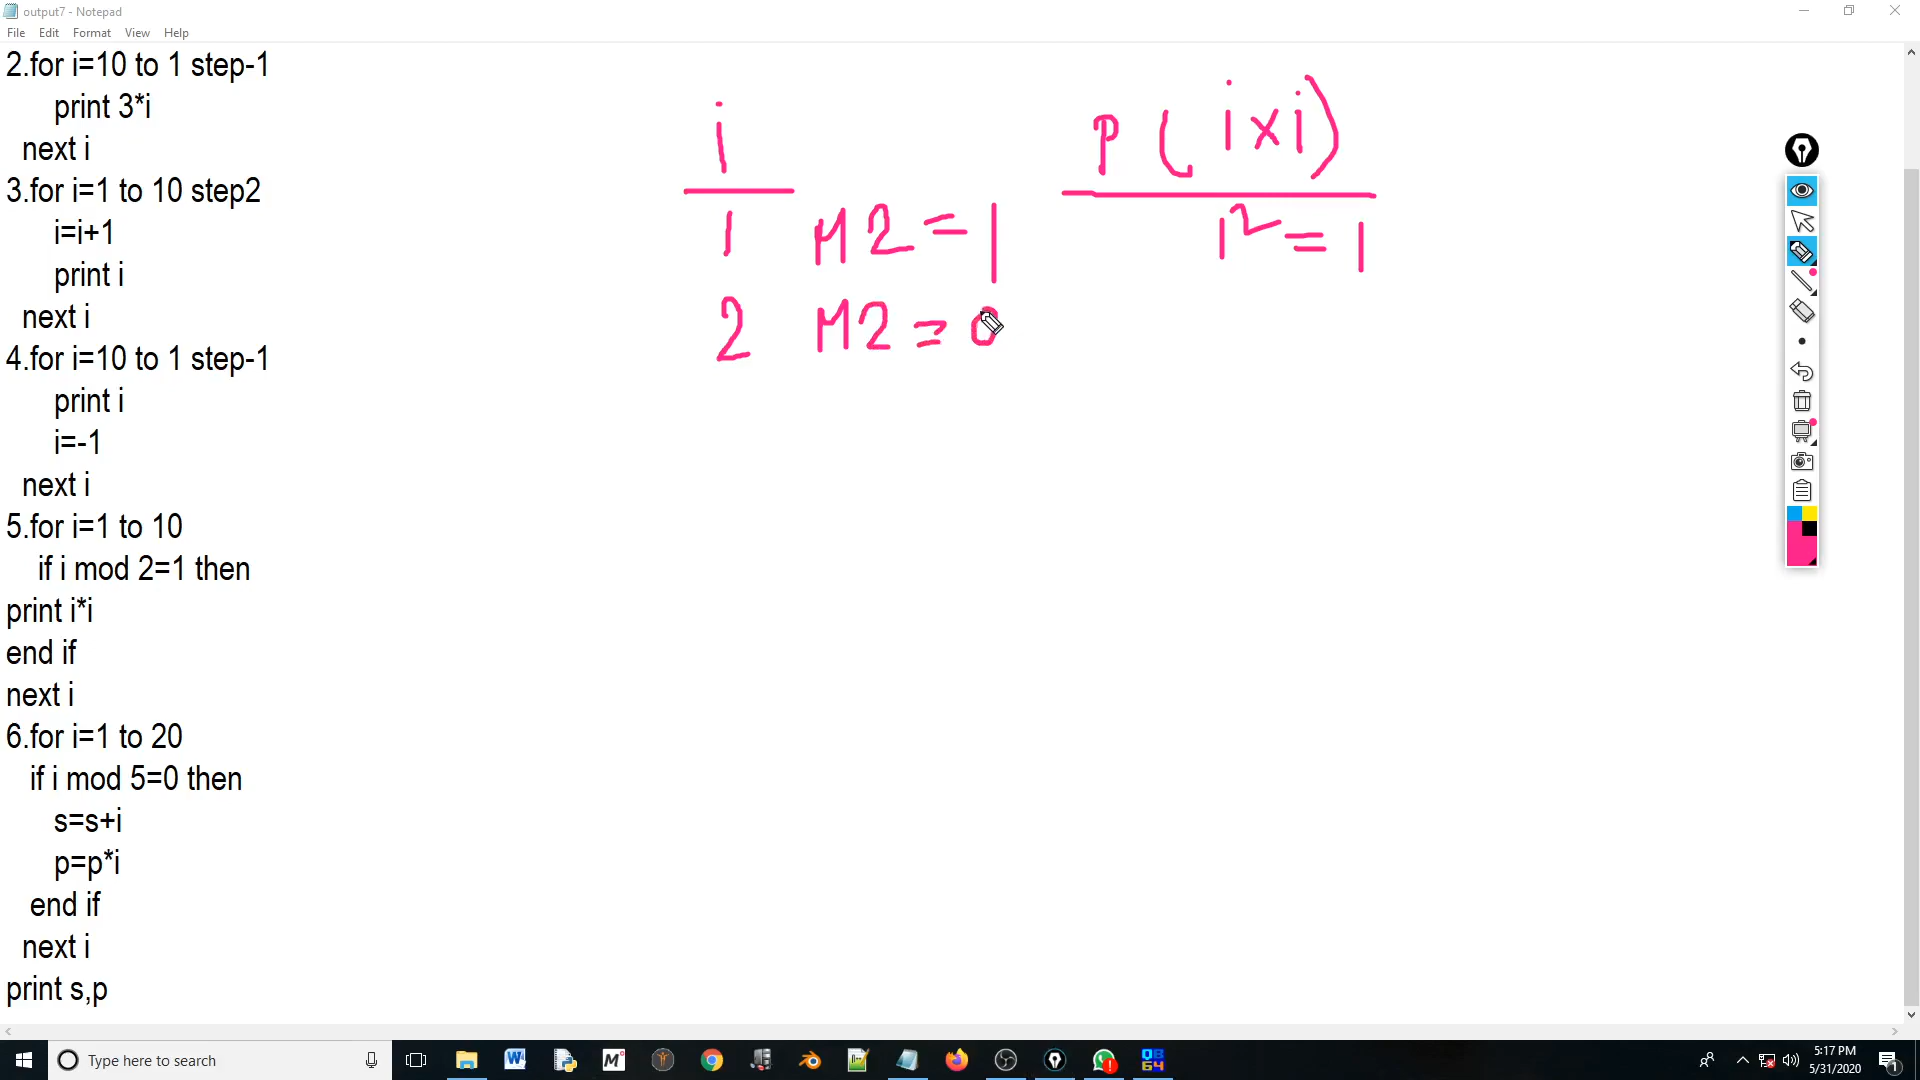 output7 - Notepad
File Edit Format View Help
2.for i=10 to 1 step-1
print 3*i
next i
3.for i=1 to 10 step2
i=i+1
print i
next i
4.for i=10 to 1 step-1
print i
i=-1
next i
5.for i=1 to 10
if i mod 2=1 then
print i*i
end if
next i
6.for i=1 to 20
if i mod 5=0 then
s=s+i
p=p*i
end if
next i
print s,p
i P (i×i)
1 M2=1 1²=1
2 M2=0
Type here to search
5:17 PM
5/31/2020